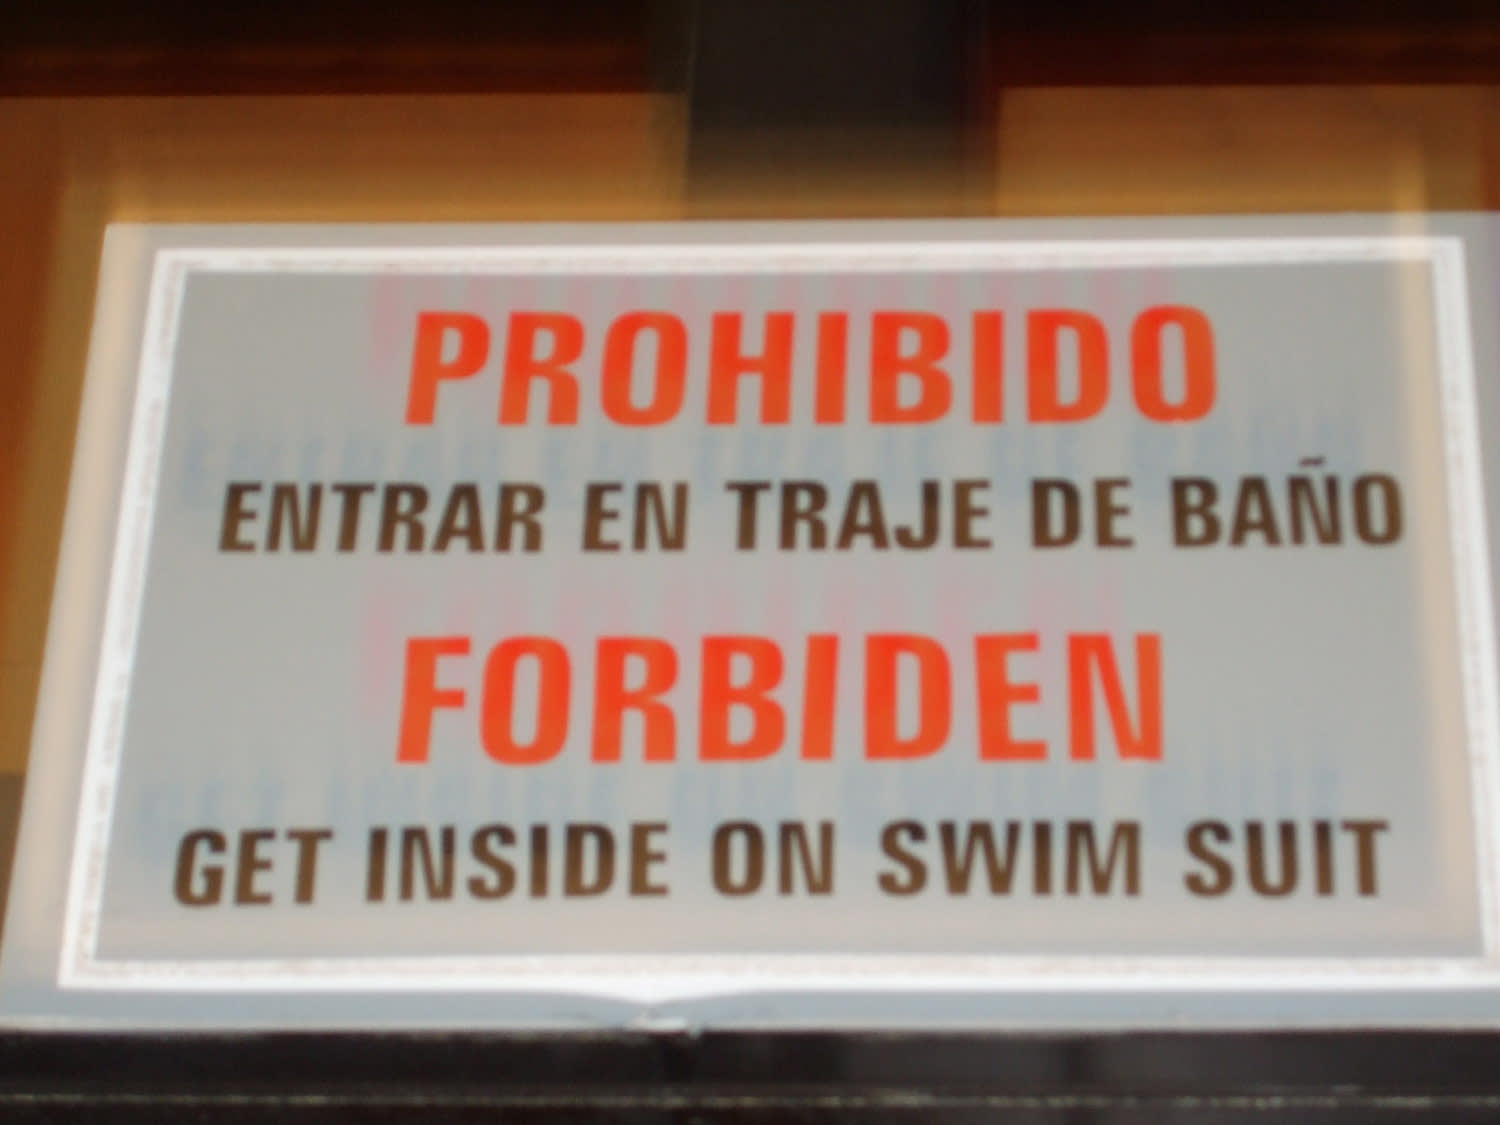 PROHIBIDO
ENTRAR EN TRAJE DE BAÑO
FORBIDEN
GET INSIDE ON SWIM SUIT